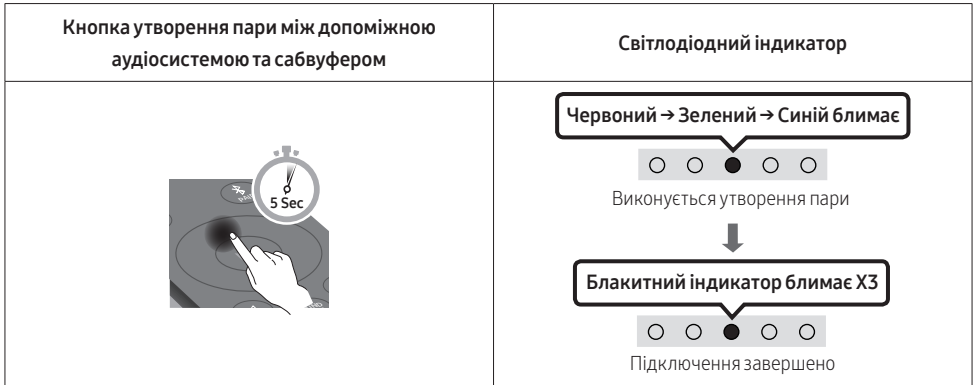 Кнопка утворення пари між допоміжною
аудіосистемою та сабвуфером
Світлодіодний індикатор
5 Sec
Червоний → Зелений → Синій блимає
Виконується утворення пари
Блакитний індикатор блимає X3
Підключення завершено